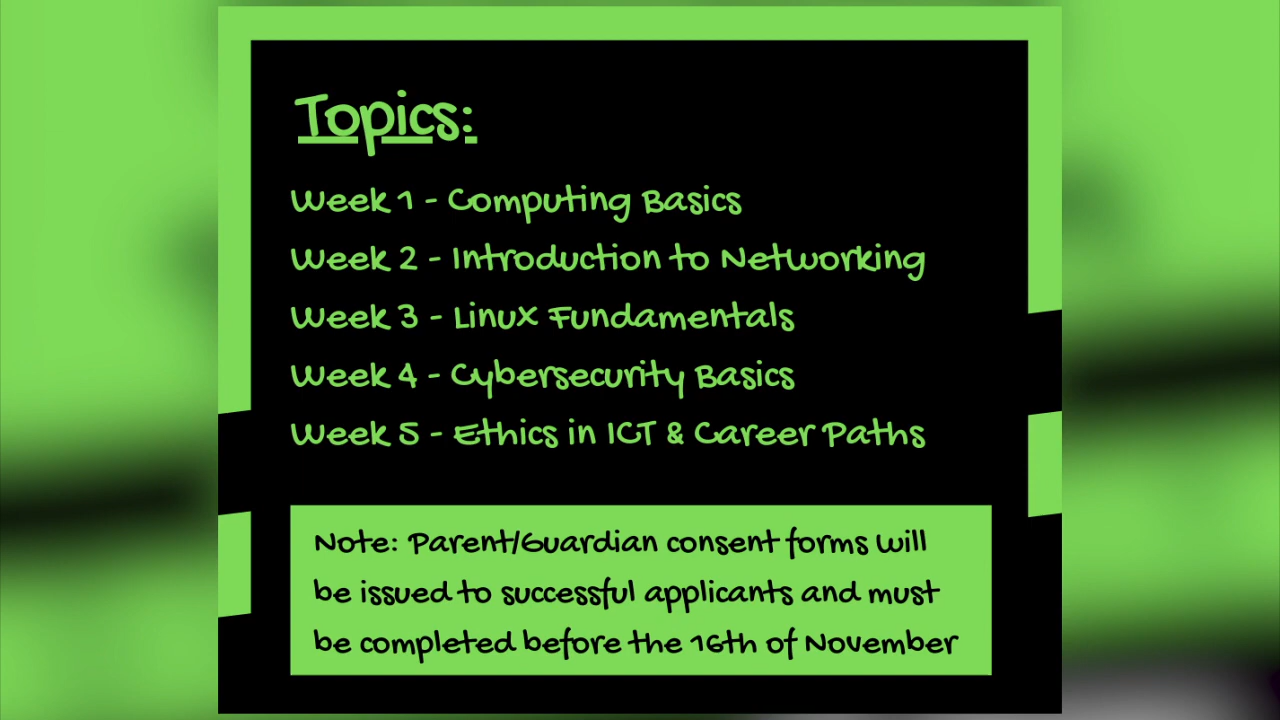 Topics:
Week 1 - Computing Basics
Week 2 - Introduction to Networking
Week 3 - Linux Fundamentals
Week 4 - Cybersecurity Basics
Week 5 - Ethics in ICT & Career Paths
Note: Parent/Guardian consent forms will
be issued to successful applicants and must
be completed before the 16th of November